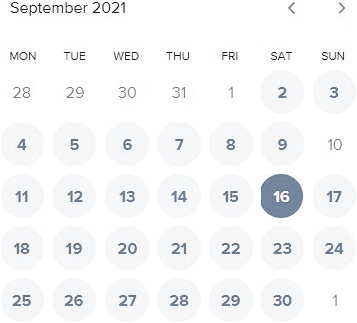 September 2021
MON TUE WED THU FRI SAT SUN
28 29 30 31 1 2 3
4 5 6 7 8 9 10
11 12 13 14 15 16 17
18 19 20 21 22 23 24
25 26 27 28 29 30 1